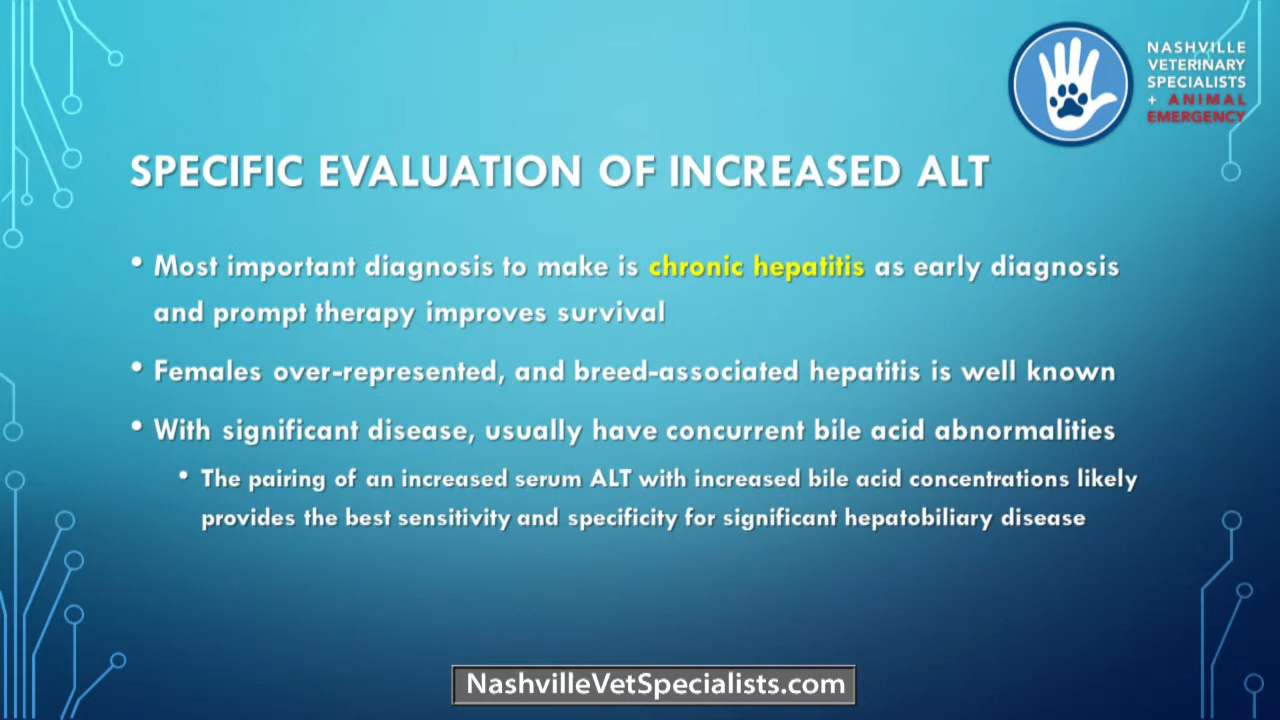 NASHVILLE
VETERINARY
SPECIALISTS
+ ANIMAL
EMERGENCY
SPECIFIC EVALUATION OF INCREASED ALT
• Most important diagnosis to make is chronic hepatitis as early diagnosis
and prompt therapy improves survival
• Females over-represented, and breed-associated hepatitis is well known
• With significant disease, usually have concurrent bile acid abnormalities
• The pairing of an increased serum ALT with increased bile acid concentrations likely
provides the best sensitivity and specificity for significant hepatobiliary disease
NashvilleVetSpecialists.com